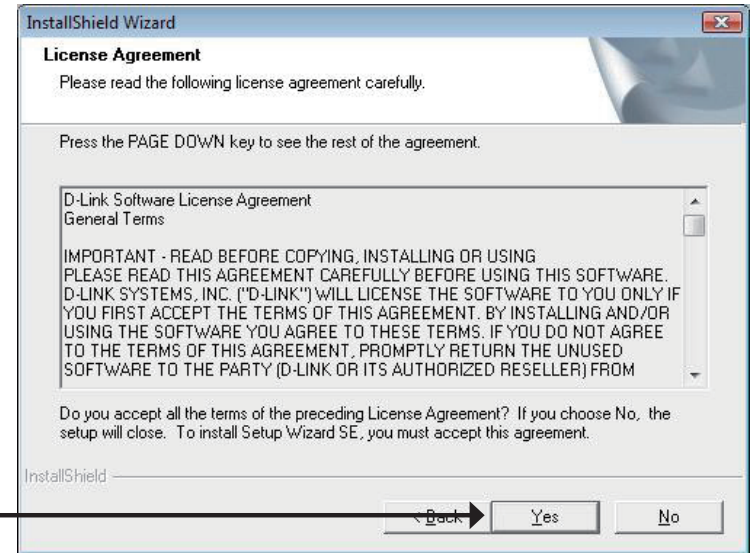 InstallShield Wizard
License Agreement
Please read the following license agreement carefully.
Press the PAGE DOWN key to see the rest of the agreement.
D-Link Software License Agreement
General Terms
IMPORTANT - READ BEFORE COPYING, INSTALLING OR USING
PLEASE READ THIS AGREEMENT CAREFULLY BEFORE USING THIS SOFTWARE.
D-LINK SYSTEMS, INC. ("D-LINK") WILL LICENSE THE SOFTWARE TO YOU ONLY IF
YOU FIRST ACCEPT THE TERMS OF THIS AGREEMENT. BY INSTALLING AND/OR
USING THE SOFTWARE YOU AGREE TO THESE TERMS. IF YOU DO NOT AGREE
TO THE TERMS OF THIS AGREEMENT, PROMPTLY RETURN THE UNUSED
SOFTWARE TO THE PARTY (D-LINK OR ITS AUTHORIZED RESELLER) FROM
Do you accept all the terms of the preceding License Agreement? If you choose No, the
setup will close. To install Setup Wizard SE, you must accept this agreement.
InstallShield
< Back Yes No